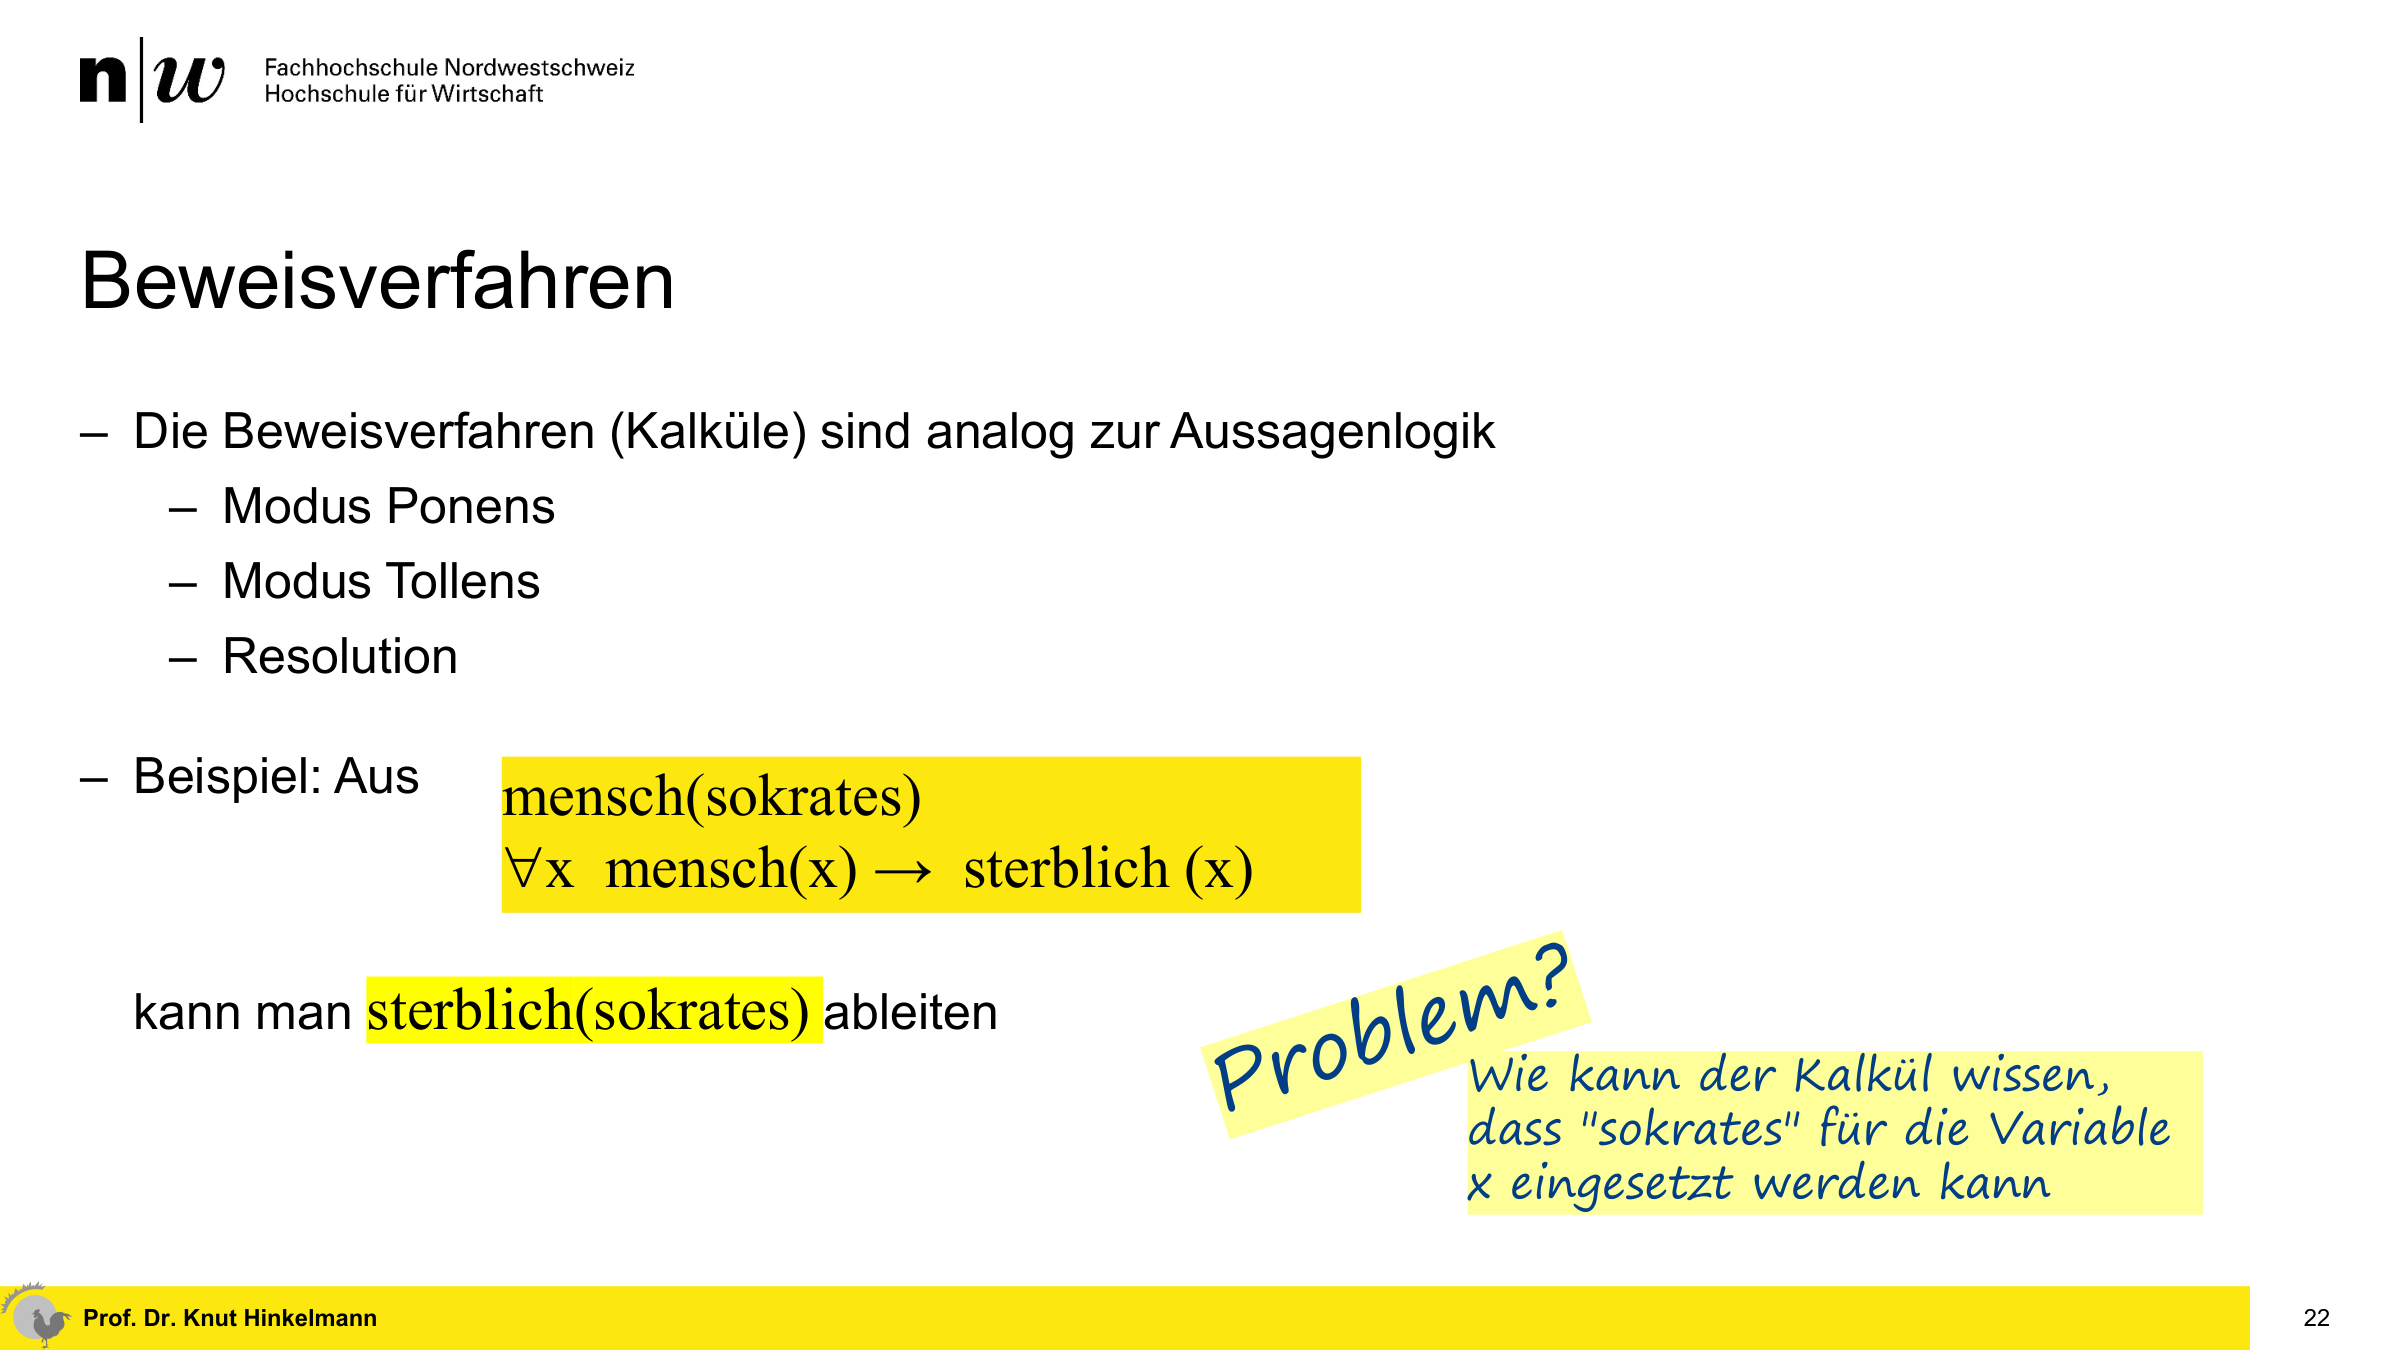 n|w Fachhochschule Nordwestschweiz
Hochschule für Wirtschaft
Beweisverfahren
– Die Beweisverfahren (Kalküle) sind analog zur Aussagenlogik
– Modus Ponens
– Modus Tollens
– Resolution
– Beispiel: Aus
mensch(sokrates)
∀x mensch(x) → sterblich (x)
kann man sterblich(sokrates) ableiten
Problem?
Wie kann der Kalkül wissen,
dass "sokrates" für die Variable
x eingesetzt werden kann
Prof. Dr. Knut Hinkelmann
22